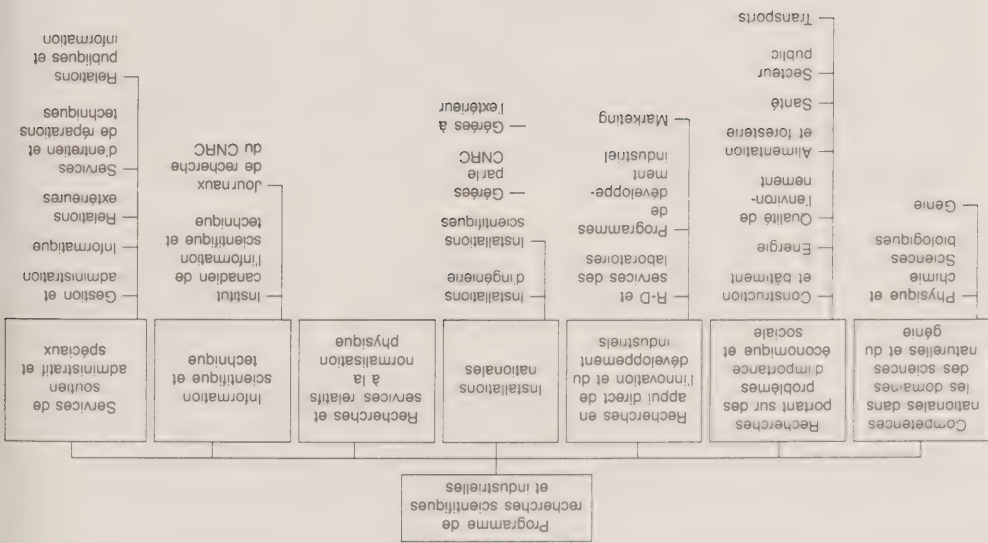 Programme de
recherches scientifiques
et industrielles
Compétences
nationales dans
les domaines
des sciences
naturelles et du
génie
Physique et
chimie
Sciences
biologiques
Génie
Recherches
portant sur des
problèmes
d'importance
économique et
sociale
Construction
et bâtiment
Energie
Qualité de
l'environ-
nement
Alimentation
et foresterie
Santé
Secteur
public
Transports
Recherches en
appui direct de
l'innovation et du
développement
industriels
R-D et
services des
laboratoires
Programmes
de
développe-
ment
industriel
Marketing
Installations
nationales
Installations
d'ingénierie
Installations
scientifiques
Gérées
par le
CNRC
Gérées à
l'extérieur
Recherches et
services relatifs
à la
normalisation
physique
Information
scientifique et
technique
Institut
canadien de
l'information
scientifique et
technique
Journaux
de recherche
du CNRC
Services de
soutien
administratif et
spéciaux
Gestion et
administration
Informatique
Relations
extérieures
Services
d'entretien et
de réparations
techniques
Relations
publiques et
information